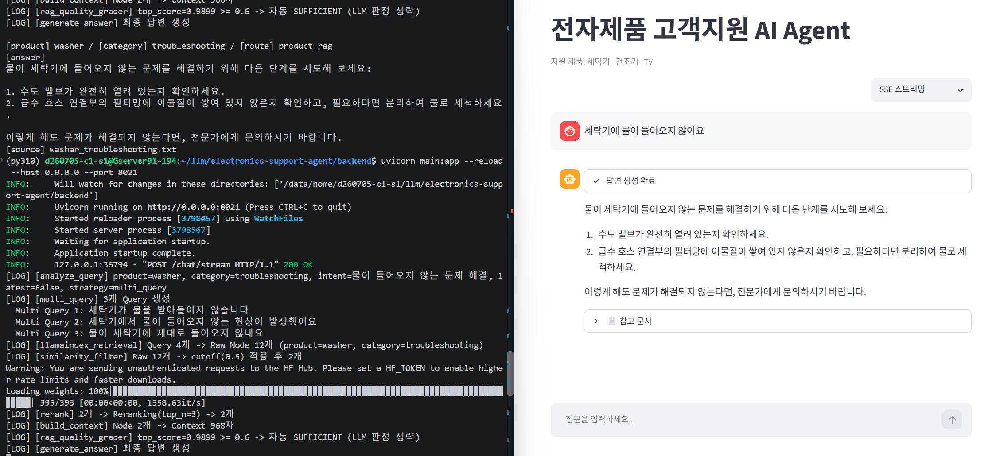 [LOG] [build_context] Node 2개 -> Context 968자
[LOG] [rag_quality_grader] top_score=0.9899 >= 0.6 -> 자동 SUFFICIENT (LLM 판정 생략)
[LOG] [generate_answer] 최종 답변 생성
[product] washer / [category] troubleshooting / [route] product_rag
[answer]
물이 세탁기에 들어오지 않는 문제를 해결하기 위해 다음 단계를 시도해 보세요:
1. 수도 밸브가 완전히 열려 있는지 확인하세요.
2. 급수 호스 연결부의 필터망에 이물질이 쌓여 있지 않은지 확인하고, 필요하다면 분리하여 물로 세척하세요
.
이렇게 해도 문제가 해결되지 않는다면, 전문가에게 문의하시기 바랍니다.
[source] washer_troubleshooting.txt
(py310) d260705-c1-s1@Gserver91-194:~/llm/electronics-support-agent/backend$ uvicorn main:app --reload
--host 0.0.0.0 --port 8021
INFO:     Will watch for changes in these directories: ['/data/home/d260705-c1-s1/llm/electronics-supp
ort-agent/backend']
INFO:     Uvicorn running on http://0.0.0.0:8021 (Press CTRL+C to quit)
INFO:     Started reloader process [3798457] using WatchFiles
INFO:     Started server process [3798567]
INFO:     Waiting for application startup.
INFO:     Application startup complete.
INFO:     127.0.0.1:36794 - "POST /chat/stream HTTP/1.1" 200 OK
[LOG] [analyze_query] product=washer, category=troubleshooting, intent=물이 들어오지 않는 문제 해결, l
atest=False, strategy=multi_query
[LOG] [multi_query] 3개 Query 생성
Multi Query 1: 세탁기가 물을 받아들이지 않습니다
Multi Query 2: 세탁기에서 물이 들어오지 않는 현상이 발생했어요
Multi Query 3: 물이 세탁기에 제대로 들어오지 않네요
[LOG] [llamaindex_retrieval] Query 4개 -> Raw Node 12개 (product=washer, category=troubleshooting)
[LOG] [similarity_filter] Raw 12개 -> cutoff(0.5) 적용 후 2개
Warning: You are sending unauthenticated requests to the HF Hub. Please set a HF_TOKEN to enable highe
r rate limits and faster downloads.
Loading weights: 100%|
| 393/393 [00:00<00:00, 1358.63it/s]
[LOG] [rerank] 2개 -> Reranking(top_n=3) -> 2개
[LOG] [build_context] Node 2개 -> Context 968자
[LOG] [rag_quality_grader] top_score=0.9899 >= 0.6 -> 자동 SUFFICIENT (LLM 판정 생략)
[LOG] [generate_answer] 최종 답변 생성
전자제품 고객지원 AI Agent
지원 제품: 세탁기 · 건조기 · TV
SSE 스트리밍
세탁기에 물이 들어오지 않아요
답변 생성 완료
물이 세탁기에 들어오지 않는 문제를 해결하기 위해 다음 단계를 시도해 보세요:
1. 수도 밸브가 완전히 열려 있는지 확인하세요.
2. 급수 호스 연결부의 필터망에 이물질이 쌓여 있지 않은지 확인하고, 필요하다면 분리하여 물로 세
척하세요.
이렇게 해도 문제가 해결되지 않는다면, 전문가에게 문의하시기 바랍니다.
참고 문서
질문을 입력하세요...